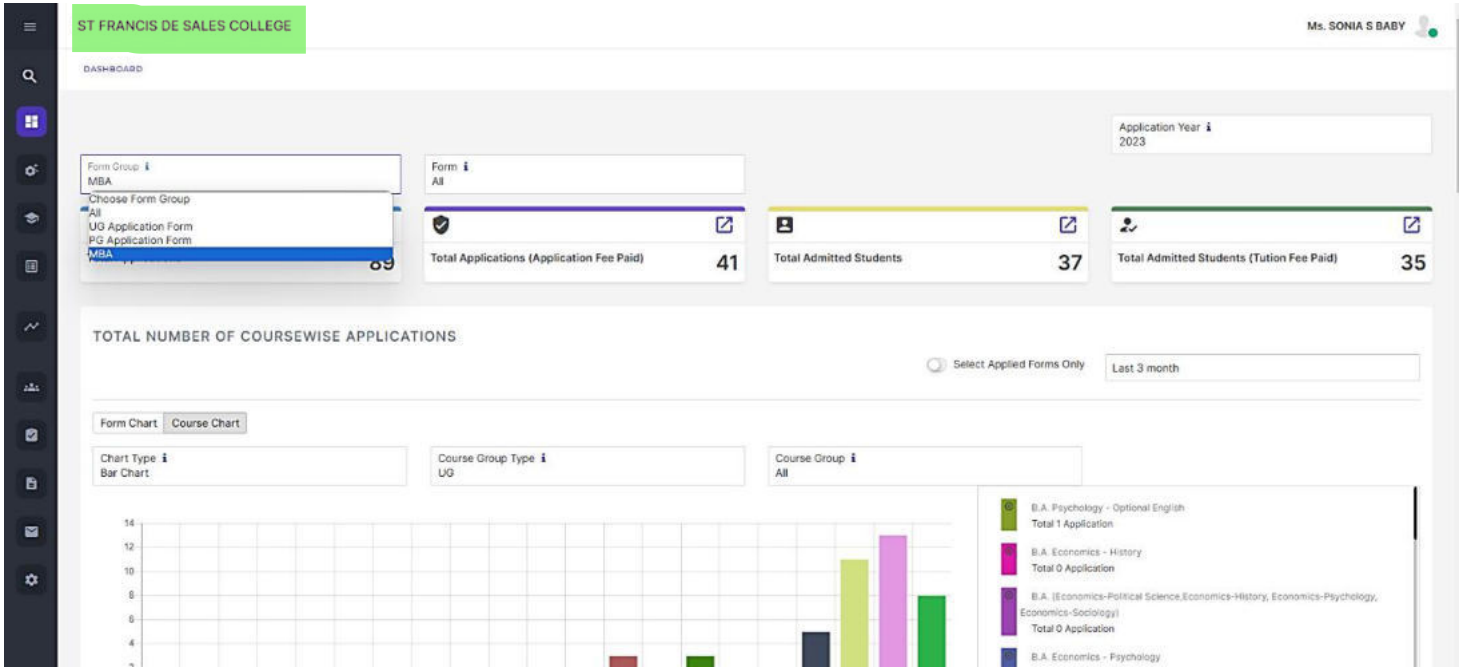 ST FRANCIS DE SALES COLLEGE
Ms. SONIA S BABY
DASHBOARD
Application Year i
2023
Form Group i
MBA
Form i
All
Choose Form Group
All
UG Application Form
PG Application Form
MBA
89
Total Applications (Application Fee Paid)
41
Total Admitted Students
37
Total Admitted Students (Tution Fee Paid)
35
TOTAL NUMBER OF COURSEWISE APPLICATIONS
Select Applied Forms Only
Last 3 month
Form Chart
Course Chart
Chart Type i
Bar Chart
Course Group Type i
UG
Course Group i
All
14
12
10
8
6
4
B.A. Psychology - Optional English
Total 1 Application
B.A. Economics - History
Total 0 Application
B.A. (Economics-Political Science,Economics-History, Economics-Psychology,
Economics-Sociology)
Total 0 Application
B.A. Economics - Psychology